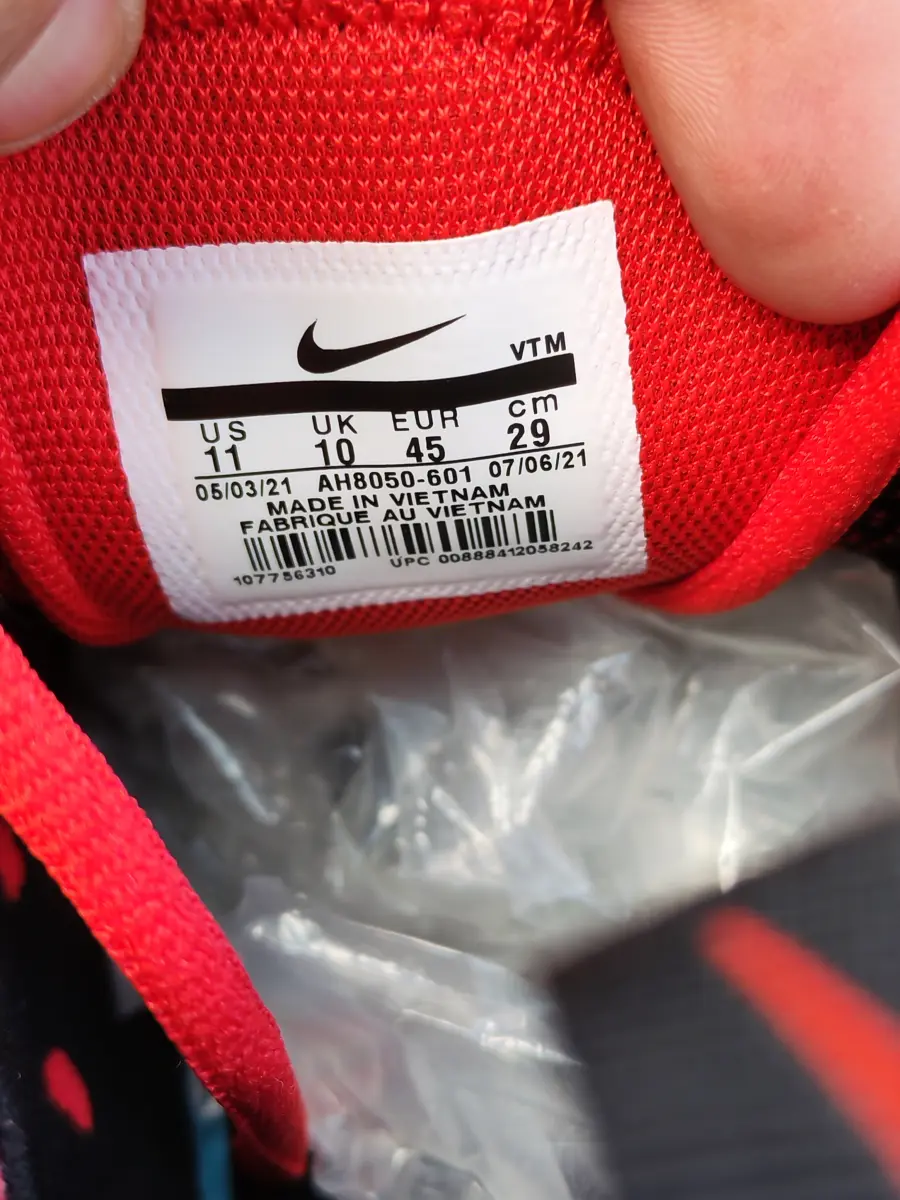 VTM
US UK EUR cm
11 10 45 29
05/03/21 AH8050-601 07/06/21
MADE IN VIETNAM
FABRIQUE AU VIETNAM
107756310 UPC 00888412058242